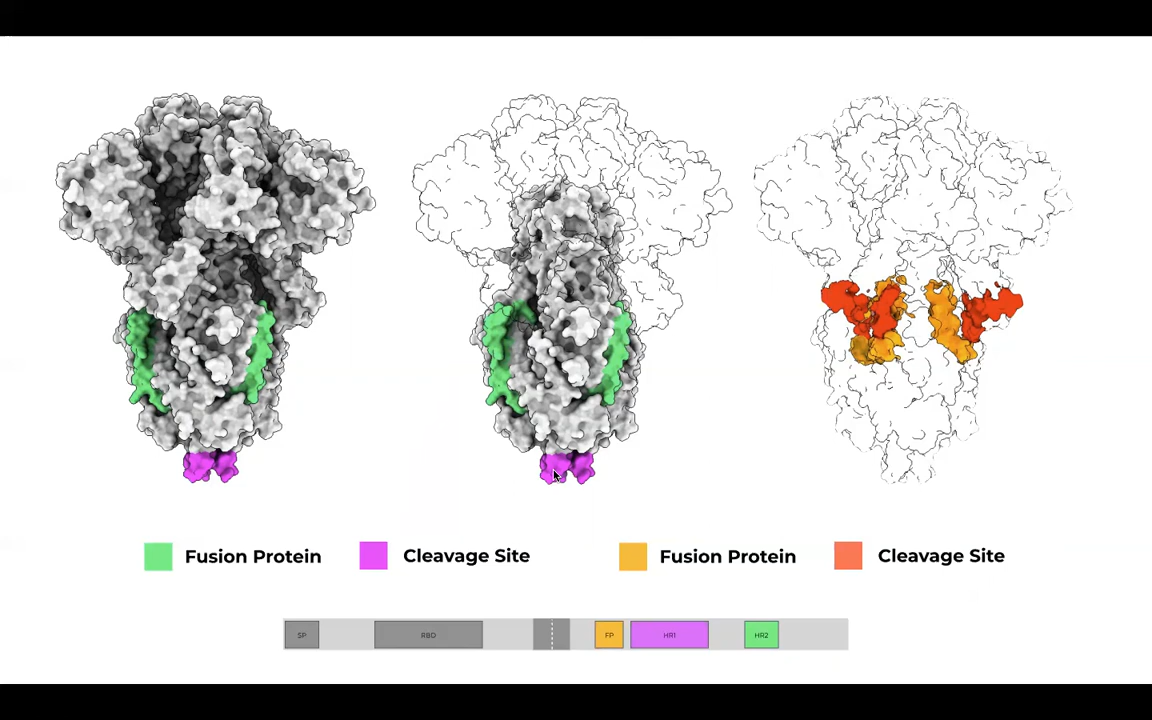 Fusion Protein Cleavage Site Fusion Protein Cleavage Site
SP RBD FP HR1 HR2